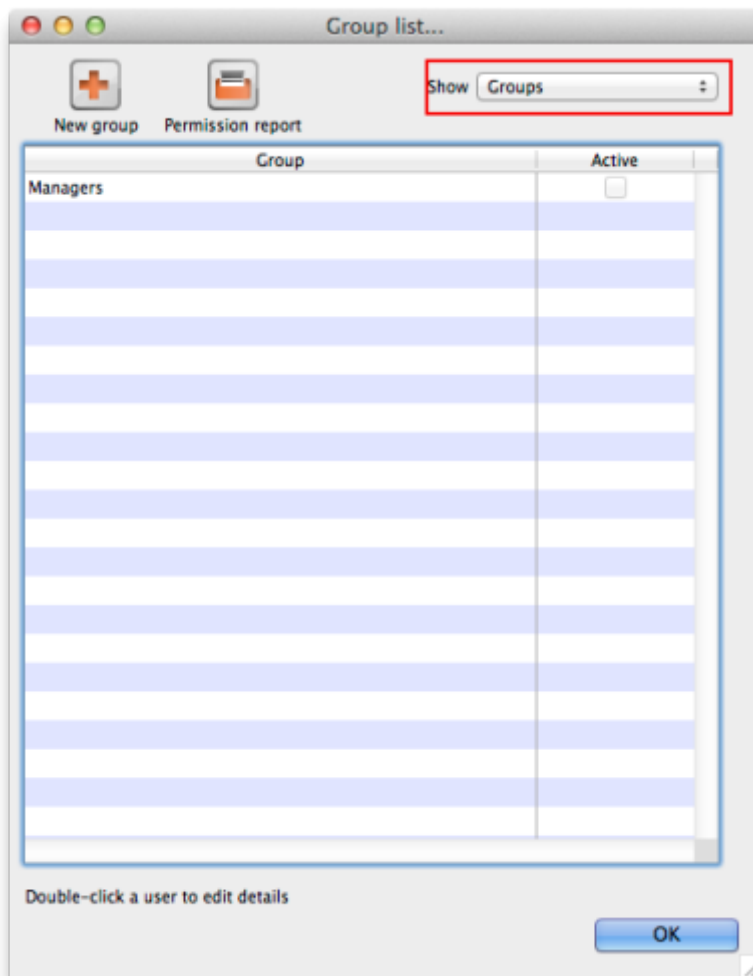 Group list...
Show Groups
New group Permission report
Group Active
Managers
Double-click a user to edit details
OK